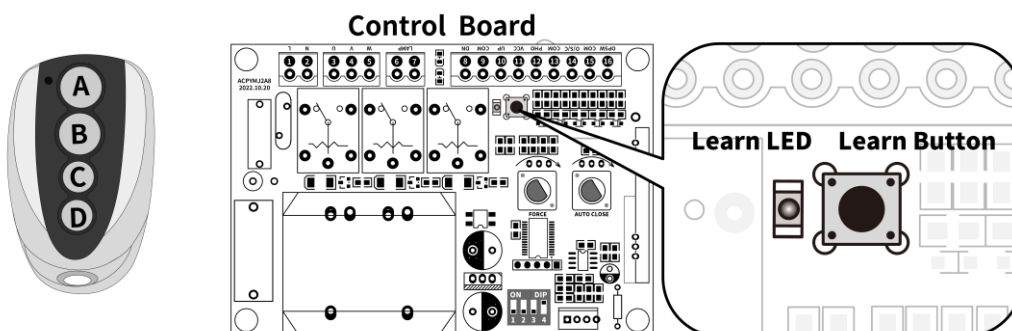 Control Board
L N U V W LAMP DN COM UP VCC PHO COM O/S/C COM OPSW
1 2 3 4 5 6 7 8 9 10 11 12 13 14 15 16
ACPYMJ2A8
2022.10.20
A
B
C
D
Learn LED Learn Button
FORCE AUTO CLOSE
ON DIP
1 2 3 4